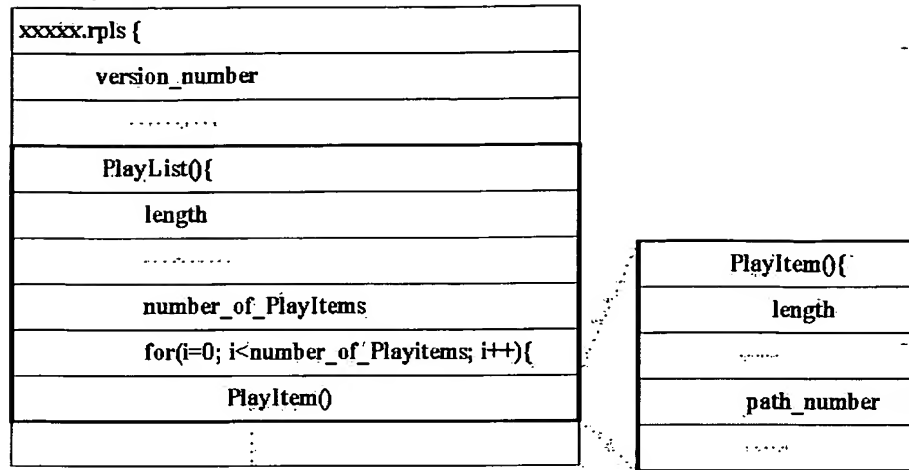 xxxxx.rpls {
version_number
..........
PlayList(){
length
..........
number_of_PlayItems
for(i=0; i<number_of_Playitems; i++){
PlayItem()
PlayItem(){
length
......
path_number
......